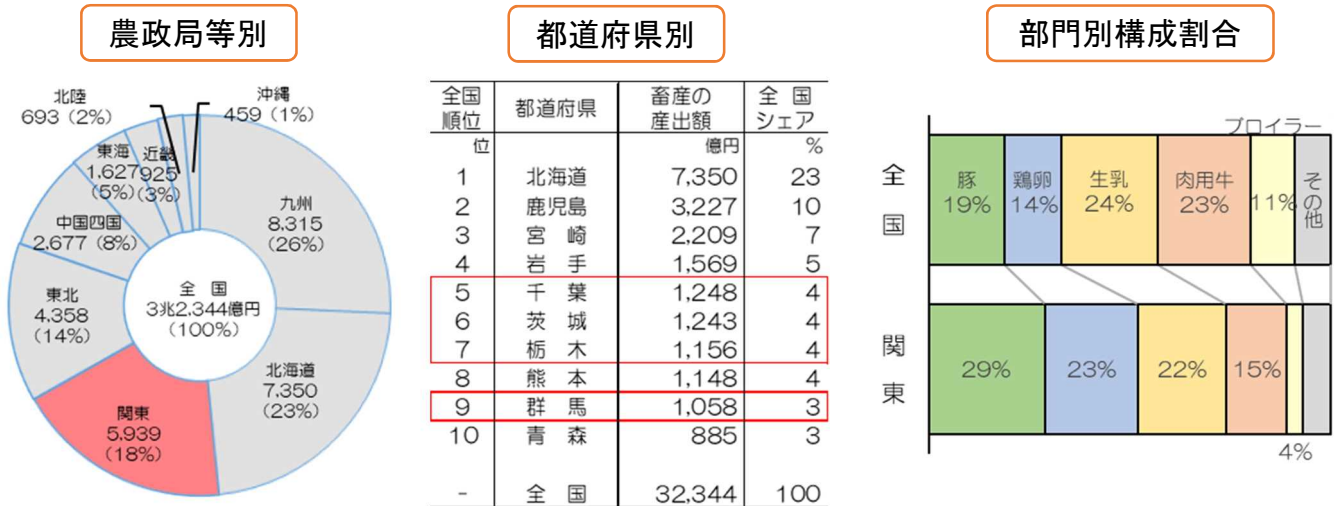 農政局等別
北陸
693 (2%)
沖縄
459 (1%)
東海
1,627
(5%)
近畿
925
(3%)
九州
8.315
(26%)
中国四国
2.677 (8%)
全 国
3兆2,344億円
(100%)
東北
4,358
(14%)
北海道
7,350
(23%)
関東
5.939
(18%)
都道府県別
全国順位 都道府県 畜産の産出額 全国シェア
位 億円 %
1 北海道 7,350 23
2 鹿児島 3,227 10
3 宮崎 2,209 7
4 岩手 1,569 5
5 千葉 1,248 4
6 茨城 1,243 4
7 栃木 1,156 4
8 熊本 1,148 4
9 群馬 1,058 3
10 青森 885 3
- 全国 32,344 100
部門別構成割合
ブロイラー
全国
豚
19%
鶏卵
14%
生乳
24%
肉用牛
23%
11%
その他
関東
29% 23% 22% 15%
4%